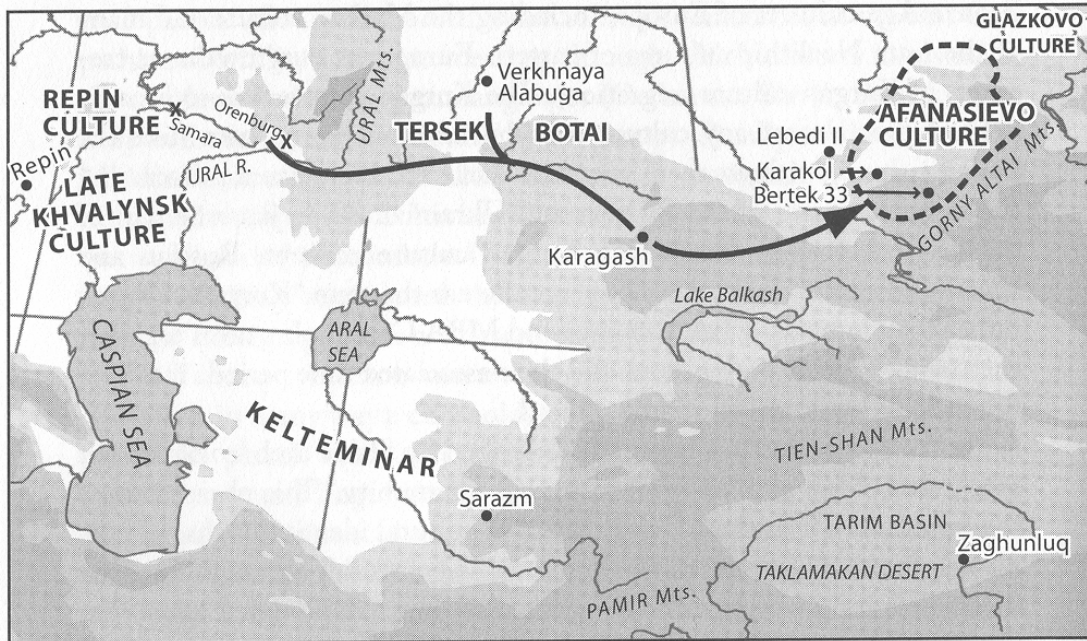 GLAZKOVO
CULTURE
Verkhnaya
Alabuga
URAL Mts.
REPIN
CULTURE
Orenburg
Samara
TERSEK
BOTAI
Lebedi II
AFANASIEVO
CULTURE
Karakol
Bertek 33
Repin
URAL R.
LATE
KHVALYNSK
CULTURE
GORNIY ALTAI Mts.
Karagash
Lake Balkash
CASPIAN SEA
ARAL
SEA
KELTEMINAR
TIEN-SHAN Mts.
Sarazm
TARIM BASIN
Zaghunluq
TAKLAMAKAN DESERT
PAMIR Mts.